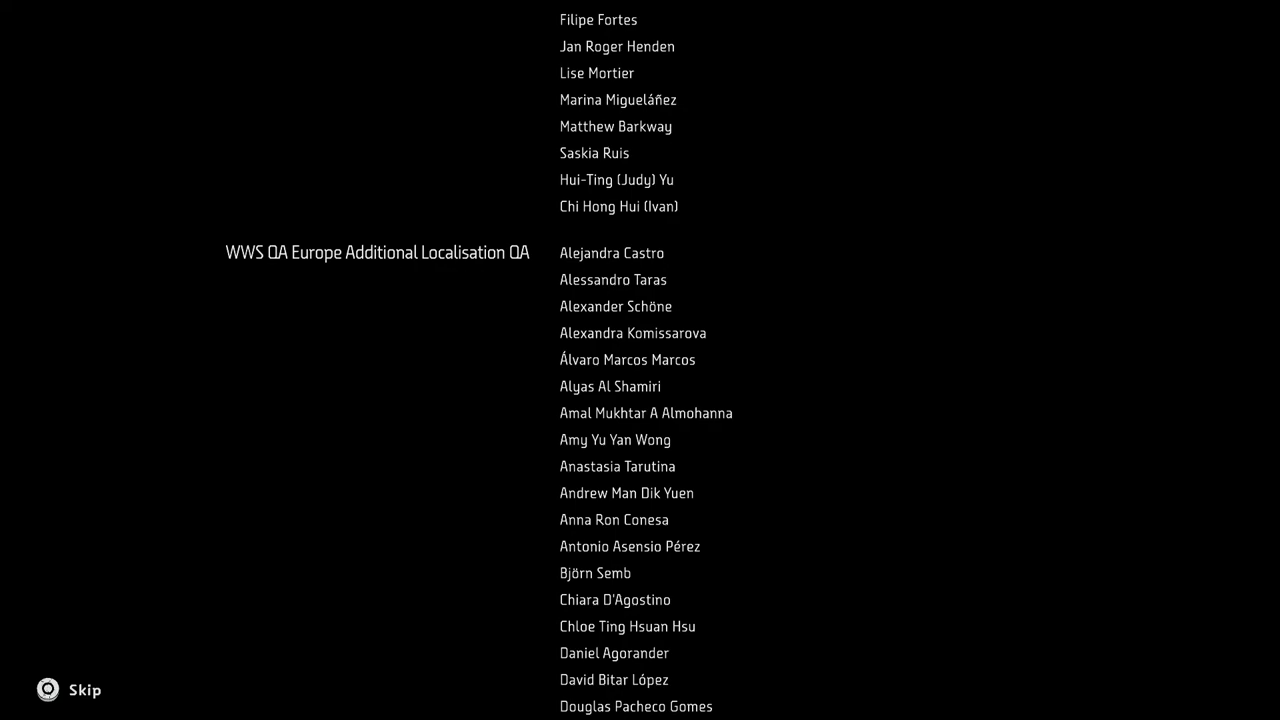 Filipe Fortes
Jan Roger Henden
Lise Mortier
Marina Migueláñez
Matthew Barkway
Saskia Ruis
Hui-Ting (Judy) Yu
Chi Hong Hui (Ivan)
WWS QA Europe Additional Localisation QA
Alejandra Castro
Alessandro Taras
Alexander Schöne
Alexandra Komissarova
Álvaro Marcos Marcos
Alyas Al Shamiri
Amal Mukhtar A Almohanna
Amy Yu Yan Wong
Anastasia Tarutina
Andrew Man Dik Yuen
Anna Ron Conesa
Antonio Asensio Pérez
Björn Semb
Chiara D'Agostino
Chloe Ting Hsuan Hsu
Daniel Agorander
David Bitar López
Douglas Pacheco Gomes
Skip